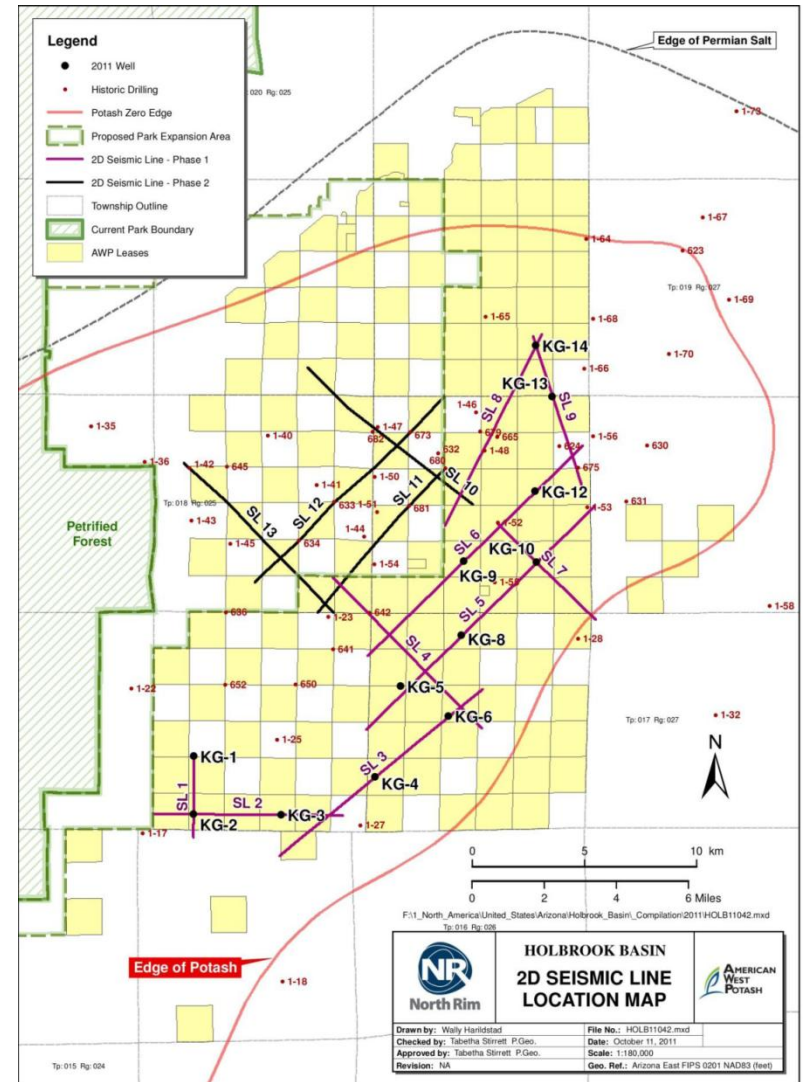 Legend
2011 Well
Historic Drilling
Potash Zero Edge
Proposed Park Expansion Area
2D Seismic Line - Phase 1
2D Seismic Line - Phase 2
Township Outline
Current Park Boundary
AWP Leases
Edge of Permian Salt
020 Rg: 025
1-73
1-67
1-64
623
Tp: 019 Rg: 027
1-69
1-65
1-68
KG-14
1-70
1-66
KG-13
SL 8
SL 9
1-46
1-35
1-47
1-40
682
673
679
665
1-56
632
1-48
624
630
1-36
1-42
645
680
675
SL 10
1-50
1-41
KG-12
Tp: 018 Rg: 025
SL 12
633
1-51
SL 11
681
631
1-53
SL 13
1-43
1-52
Petrified
Forest
1-44
1-45
634
SL 6
KG-10
1-54
KG-9
SL 7
SL 5
1-58
636
1-23
642
641
SL 4
KG-8
1-28
1-22
652
650
KG-5
KG-6
Tp: 017 Rg: 027
1-32
1-25
KG-1
N
SL 3
KG-4
SL 1
SL 2
KG-2
KG-3
1-17
1-27
0 5 10 km
0 2 4 6 Miles
F:\1_North_America\United_States\Arizona\Holbrook_Basin\_Compilation\2011\HOLB11042.mxd
Tp: 016 Rg: 026
Edge of Potash
1-18
Tp: 015 Rg: 024
NR
North Rim
HOLBROOK BASIN
2D SEISMIC LINE
LOCATION MAP
AMERICAN
WEST
POTASH
Drawn by: Wally Harildstad
File No.: HOLB11042.mxd
Checked by: Tabetha Stirrett P.Geo.
Date: October 11, 2011
Approved by: Tabetha Stirrett P.Geo.
Scale: 1:180,000
Revision: NA
Geo. Ref.: Arizona East FIPS 0201 NAD83 (feet)